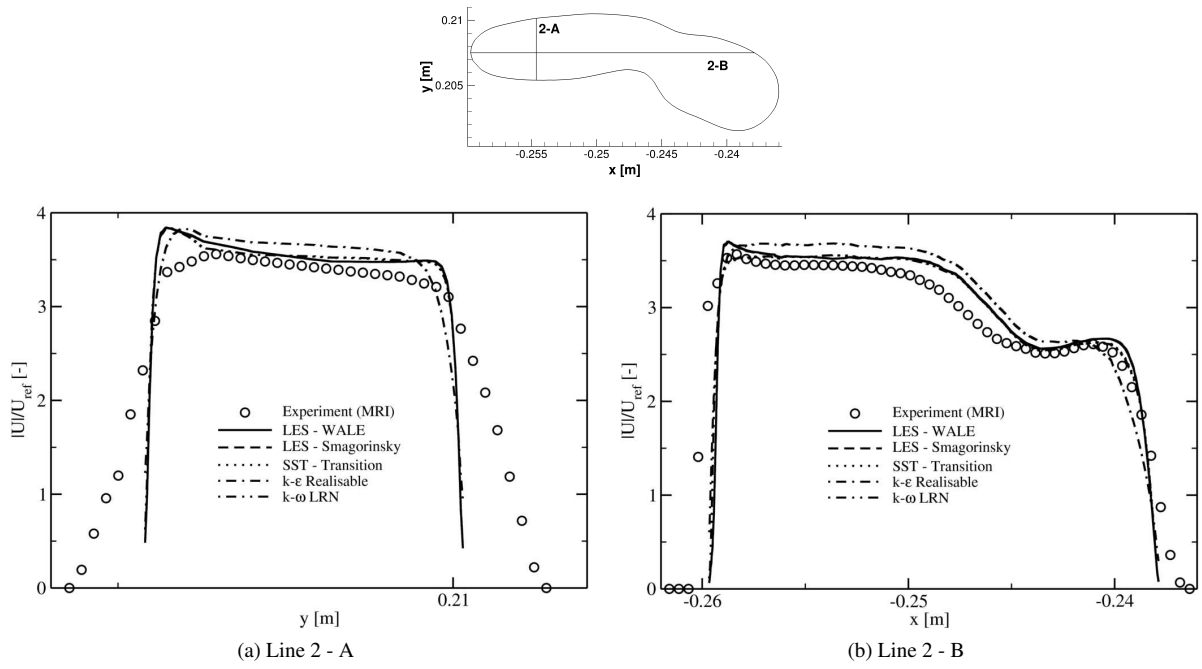 0.21
2-A
2-B
y [m]
0.205
-0.255
-0.25
-0.245
-0.24
x [m]
4
3
2
1
0
|U|/U_ref [-]
Experiment (MRI)
LES - WALE
LES - Smagorinsky
SST - Transition
k-ε Realisable
k-ω LRN
0.21
y [m]
(a) Line 2 - A
4
3
2
1
0
|U|/U_ref [-]
Experiment (MRI)
LES - WALE
LES - Smagorinsky
SST - Transition
k-ε Realisable
k-ω LRN
-0.26
-0.25
-0.24
x [m]
(b) Line 2 - B